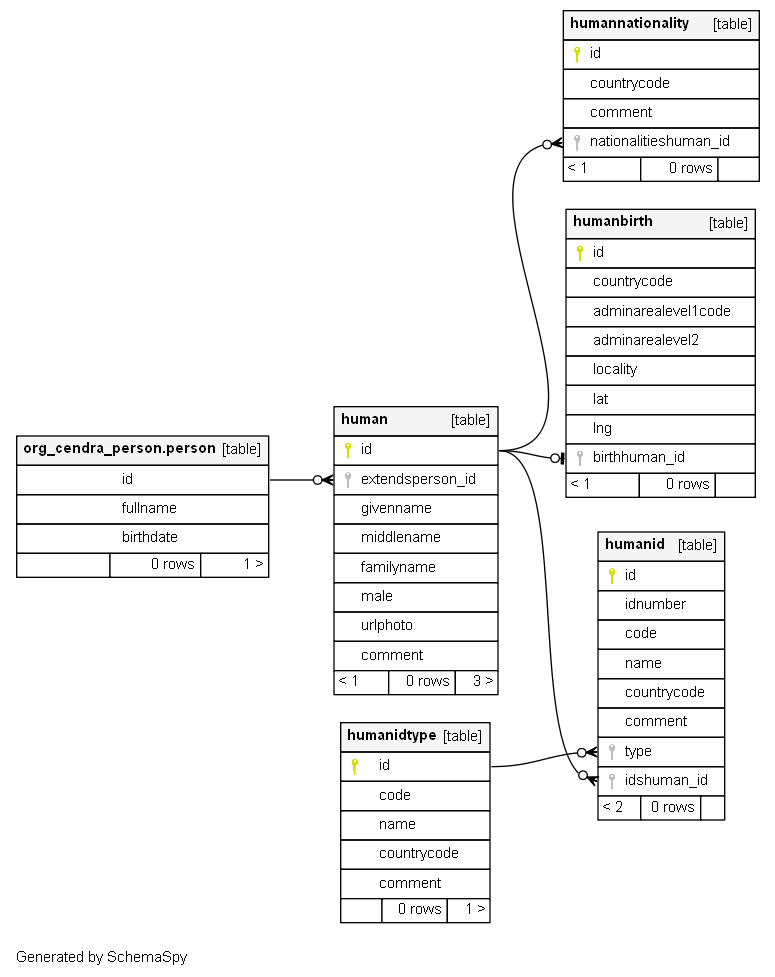 humannationality [table]
id
countrycode
comment
nationalitieshuman_id
< 1 0 rows
humanbirth [table]
id
countrycode
adminarealevel1code
adminarealevel2
locality
lat
lng
birthhuman_id
< 1 0 rows
human [table]
id
extendsperson_id
givenname
middlename
familyname
male
urlphoto
comment
< 1 0 rows 3 >
org_cendra_person.person [table]
id
fullname
birthdate
0 rows 1 >
humanid [table]
id
idnumber
code
name
countrycode
comment
type
idshuman_id
< 2 0 rows
humanidtype [table]
id
code
name
countrycode
comment
0 rows 1 >
Generated by SchemaSpy